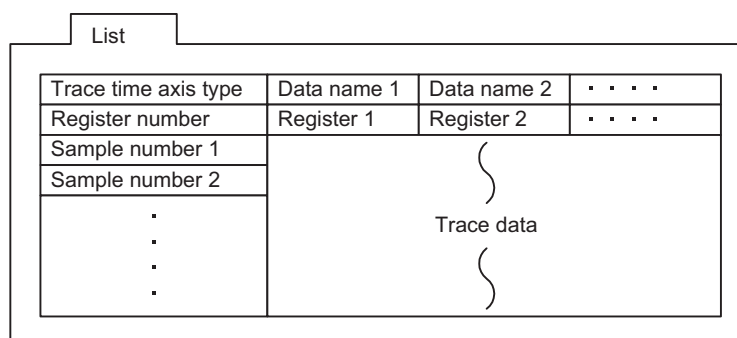 List
Trace time axis type Data name 1 Data name 2 . . . .
Register number Register 1 Register 2 . . . .
Sample number 1
Sample number 2
.
.
.
.
Trace data